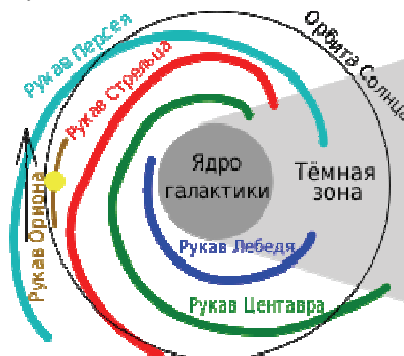 Рукав Персея
Рукав Стрельца
Орбита Солнца
Ядро
галактики
Тёмная
зона
Рукав Ориона
Рукав Лебедя
Рукав Центавра